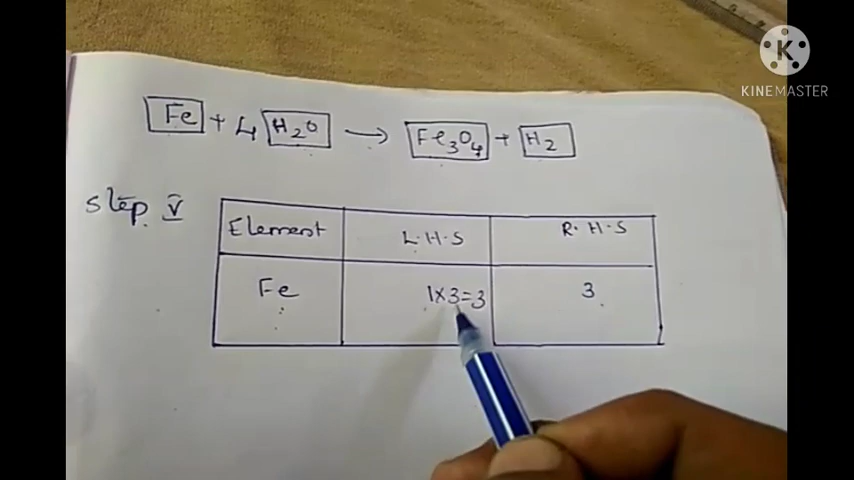 K
KINEMASTER
Fe + 4 H₂O → Fe₃O₄ + H₂
Step V
Element L.H.S R.H.S
Fe 1×3=3 3